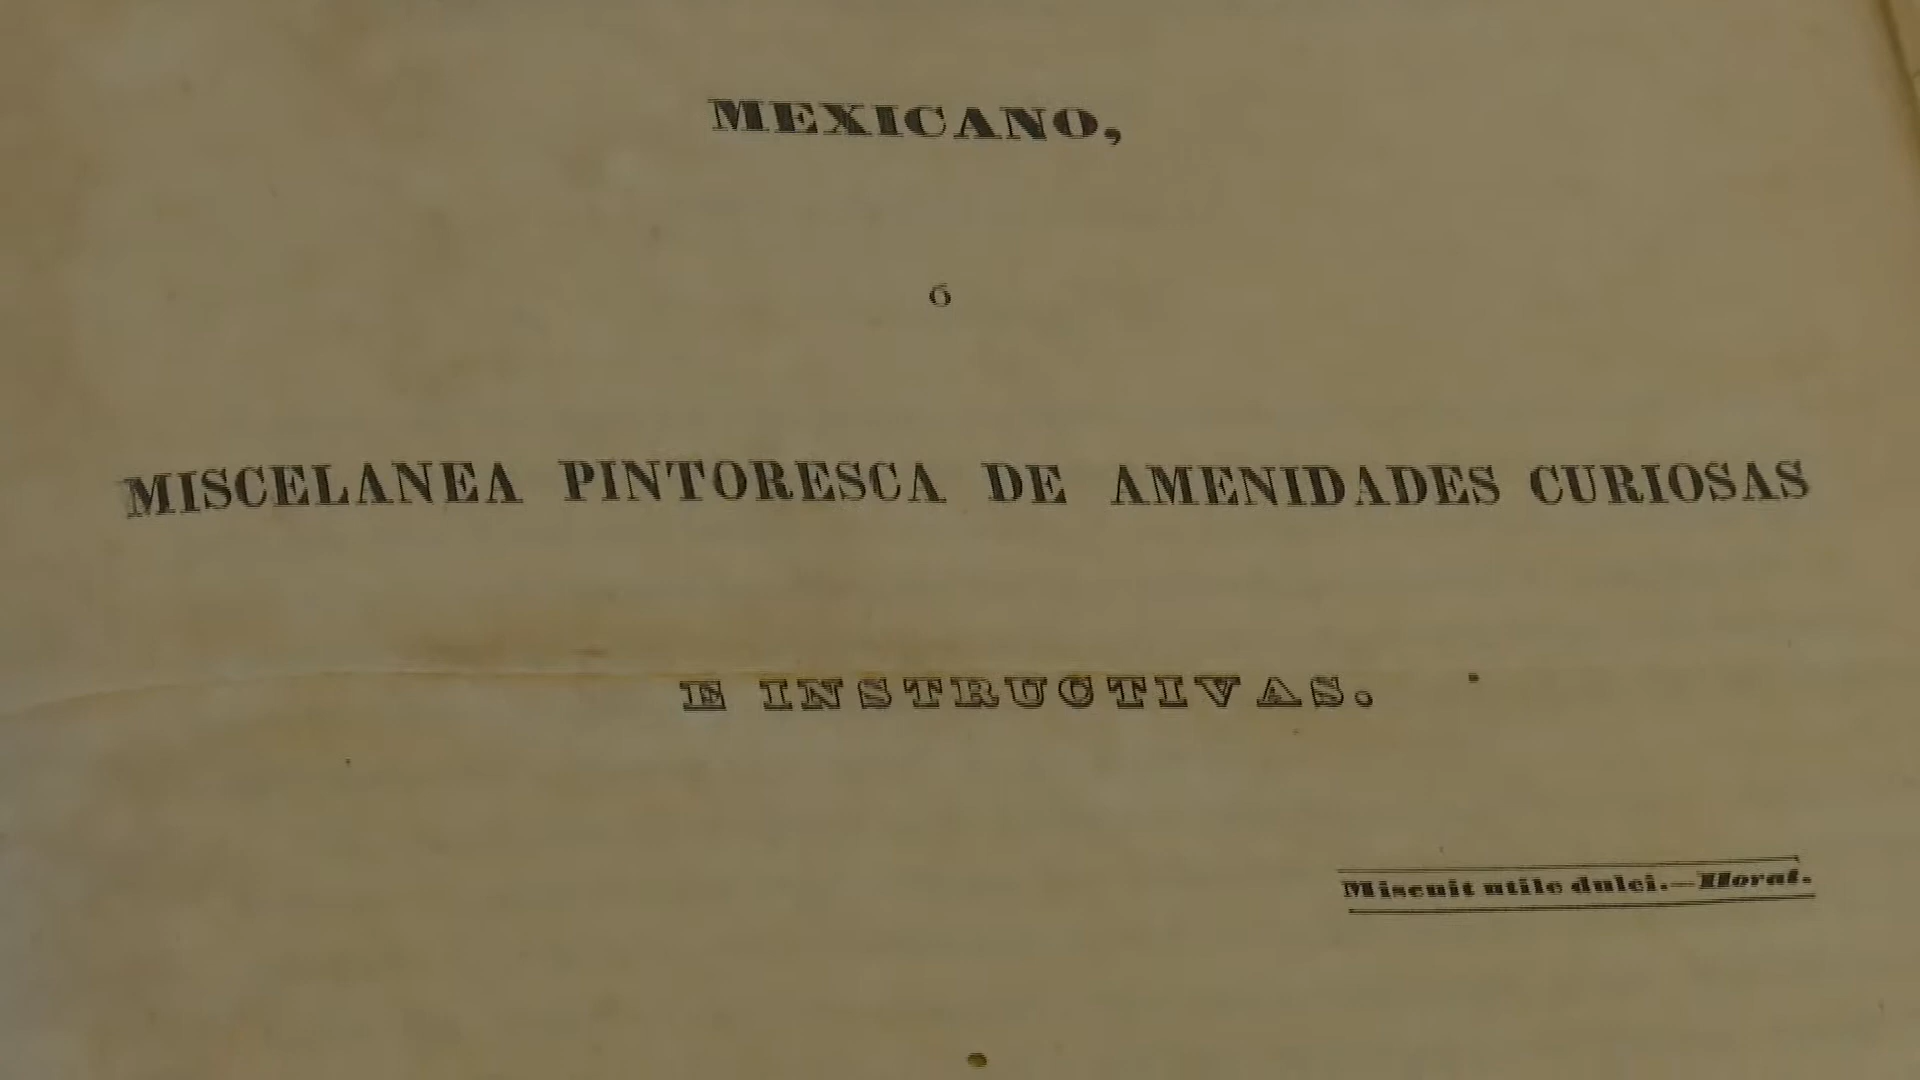 MEXICANO,
ó
MISCELANEA PINTORESCA DE AMENIDADES CURIOSAS
E INSTRUCTIVAS.
Miscuit utile dulci.—Horat.